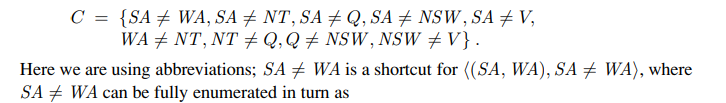 C = {SA ≠ WA, SA ≠ NT, SA ≠ Q, SA ≠ NSW, SA ≠ V,
WA ≠ NT, NT ≠ Q, Q ≠ NSW, NSW ≠ V} .
Here we are using abbreviations; SA ≠ WA is a shortcut for ⟨(SA, WA), SA ≠ WA⟩, where
SA ≠ WA can be fully enumerated in turn as